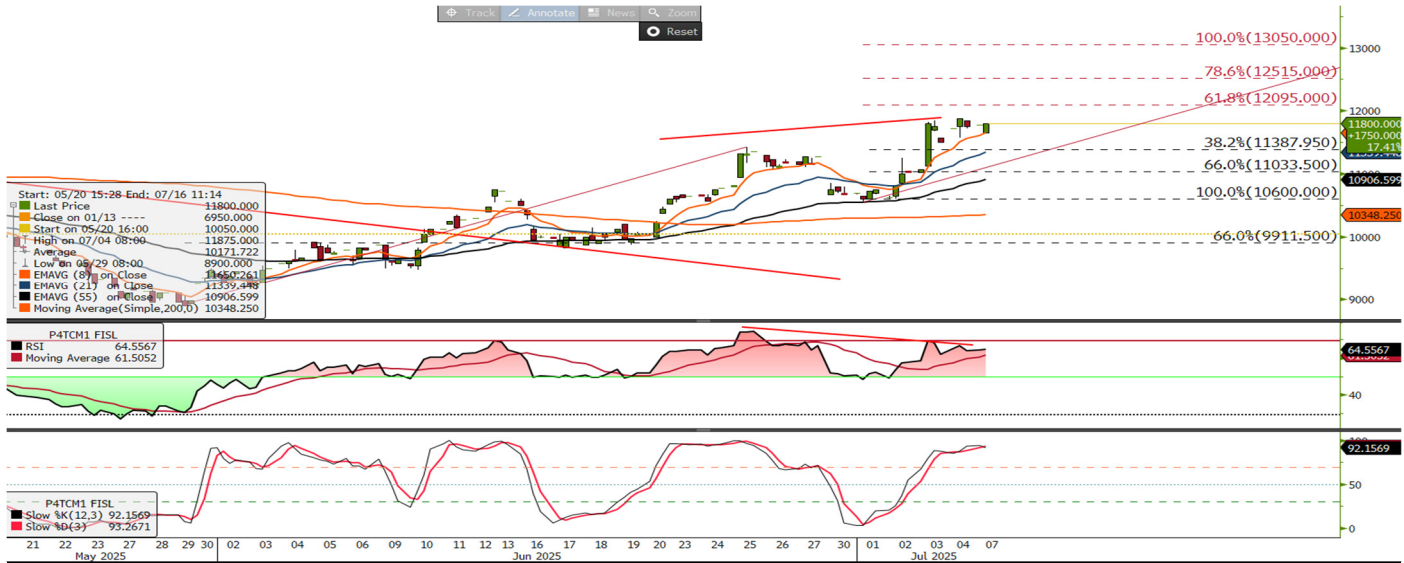 Track Annotate News Zoom
Reset
100.0%(13050.000)
78.6%(12515.000)
61.8%(12095.000)
38.2%(11387.950)
66.0%(11033.500)
100.0%(10600.000)
66.0%(9911.500)
13000
12000
11800.000
+1750.000
17.41%
11339.448
10906.599
10348.250
10000
9000
Start: 05/20 15:28 End: 07/16 11:14
Last Price 11800.000
Close on 01/13 ---- 6950.000
Start on 05/20 16:00 10050.000
High on 07/04 08:00 11875.000
Average 10171.722
Low on 05/29 08:00 8900.000
EMAVG (8) on Close 11650.261
EMAVG (21) on Close 11339.448
EMAVG (55) on Close 10906.599
Moving Average(Simple,200,0) 10348.250
P4TCM1 FISL
RSI 64.5567
Moving Average 61.5052
64.5567
61.5052
40
100
92.1569
50
0
P4TCM1 FISL
Slow %K(12,3) 92.1569
Slow %D(3) 93.2671
21 22 23 27 28 29 30 02 03 04 05 06 09 10 11 12 13 16 17 18 19 20 23 24 25 26 27 30 01 02 03 04 07
May 2025 Jun 2025 Jul 2025